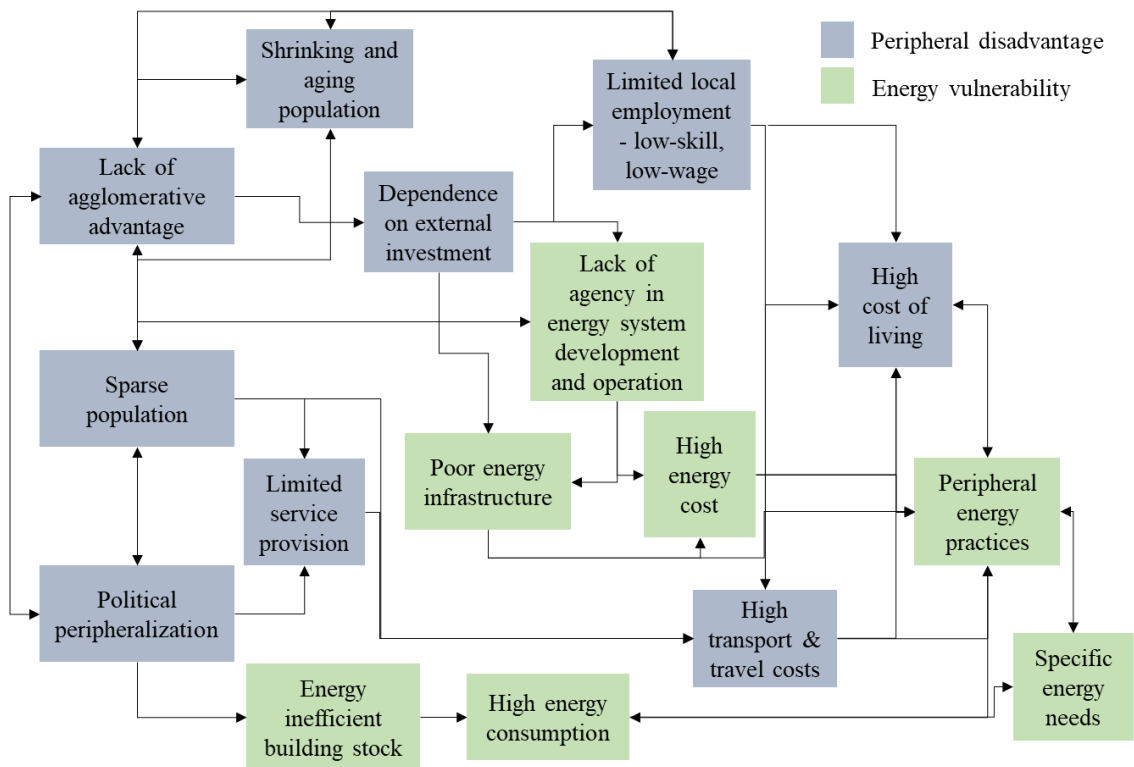 Shrinking and
aging
population
Limited local
employment
- low-skill,
low-wage
Peripheral disadvantage
Energy vulnerability
Lack of
agglomerative
advantage
Dependence
on external
investment
Lack of
agency in
energy system
development
and operation
High
cost of
living
Sparse
population
Limited
service
provision
Poor energy
infrastructure
High
energy
cost
Peripheral
energy
practices
Political
peripheralization
High
transport &
travel costs
Specific
energy
needs
Energy
inefficient
building stock
High energy
consumption